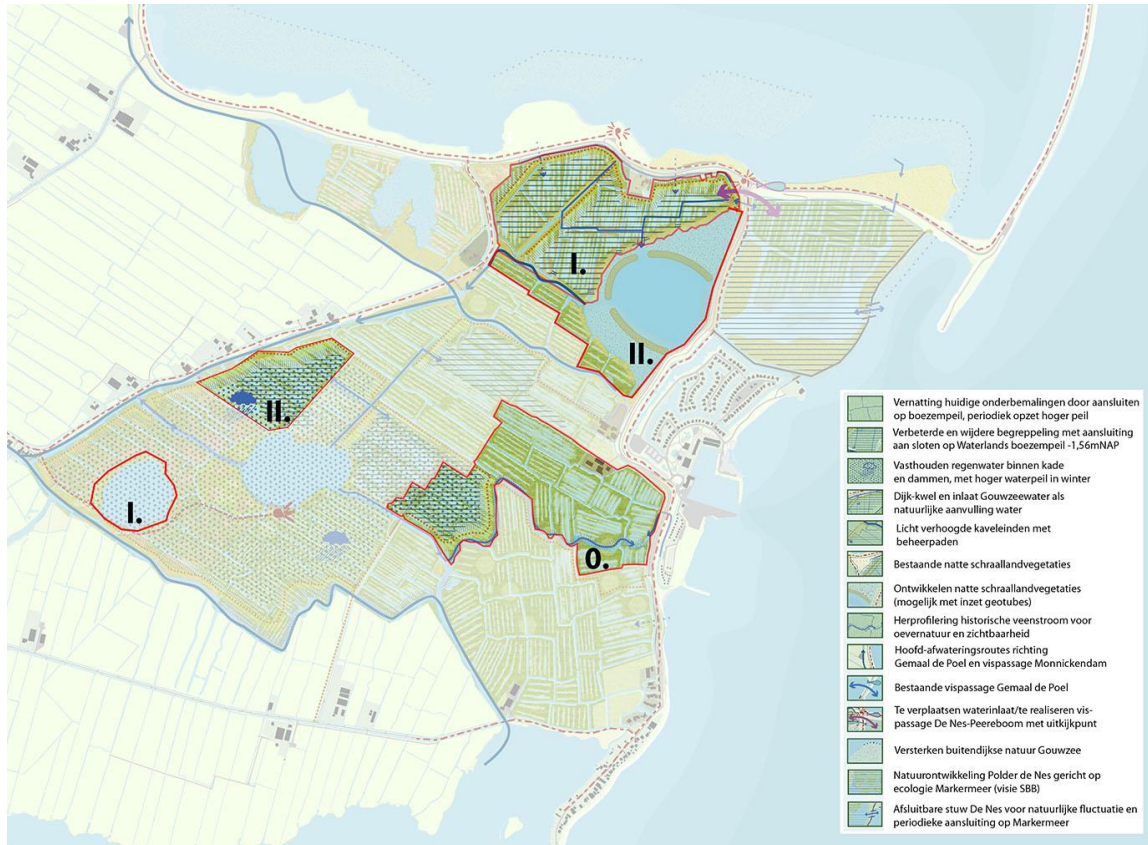 I.
II.
II.
I.
0.
Vernatting huidige onderbemalingen door aansluiten
op boezempeil, periodiek opzet hoger peil
Verbeterde en wijdere begreppeling met aansluiting
aan sloten op Waterlands boezempeil -1,56mNAP
Vasthouden regenwater binnen kade
en dammen, met hoger waterpeil in winter
Dijk-kwel en inlaat Gouwzeewater als
natuurlijke aanvulling water
Licht verhoogde kaveleinden met
beheerpaden
Bestaande natte schraallandvegetaties
Ontwikkelen natte schraallandvegetaties
(mogelijk met inzet geotubes)
Herprofilering historische veenstroom voor
oevernatuur en zichtbaarheid
Hoofd-afwateringsroutes richting
Gemaal de Poel en vispassage Monnickendam
Bestaande vispassage Gemaal de Poel
Te verplaatsen waterinlaat/te realiseren vis-
passage De Nes-Peereboom met uitkijkpunt
Versterken buitendijkse natuur Gouwzee
Natuurontwikkeling Polder de Nes gericht op
ecologie Markermeer (visie SBB)
Afsluitbare stuw De Nes voor natuurlijke fluctuatie en
periodieke aansluiting op Markermeer